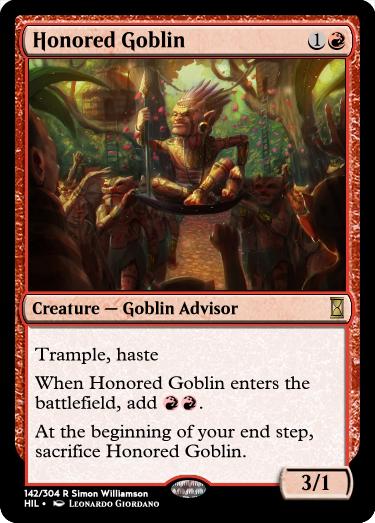 Honored Goblin 1
Creature — Goblin Advisor
Trample, haste
When Honored Goblin enters the
battlefield, add
At the beginning of your end step,
sacrifice Honored Goblin.
142/304 R Simon Williamson
HIL • Leonardo Giordano
3/1